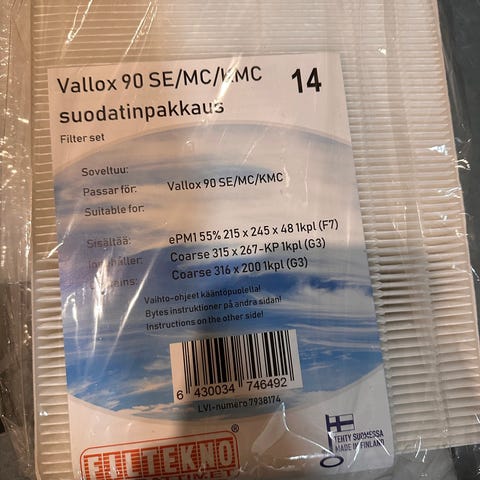 Vallox 90 SE/MC/KMC 14
suodatinpakkaus
Filter set
Soveltuu:
Passar för: Vallox 90 SE/MC/KMC
Suitable for:
Sisältää: ePM1 55% 215 x 245 x 48 1kpl (F7)
Coarse 315 x 267-KP 1kpl (G3)
Coarse 316 x 200 1kpl (G3)
Vaihto-ohjeet kääntöpuolella!
Bytes instruktioner på andra sidan!
Instructions on the other side!
6 430034 746492
LVI-numero 7938174
FILTEKNO®
TEHTY SUOMESSA
MADE IN FINLAND